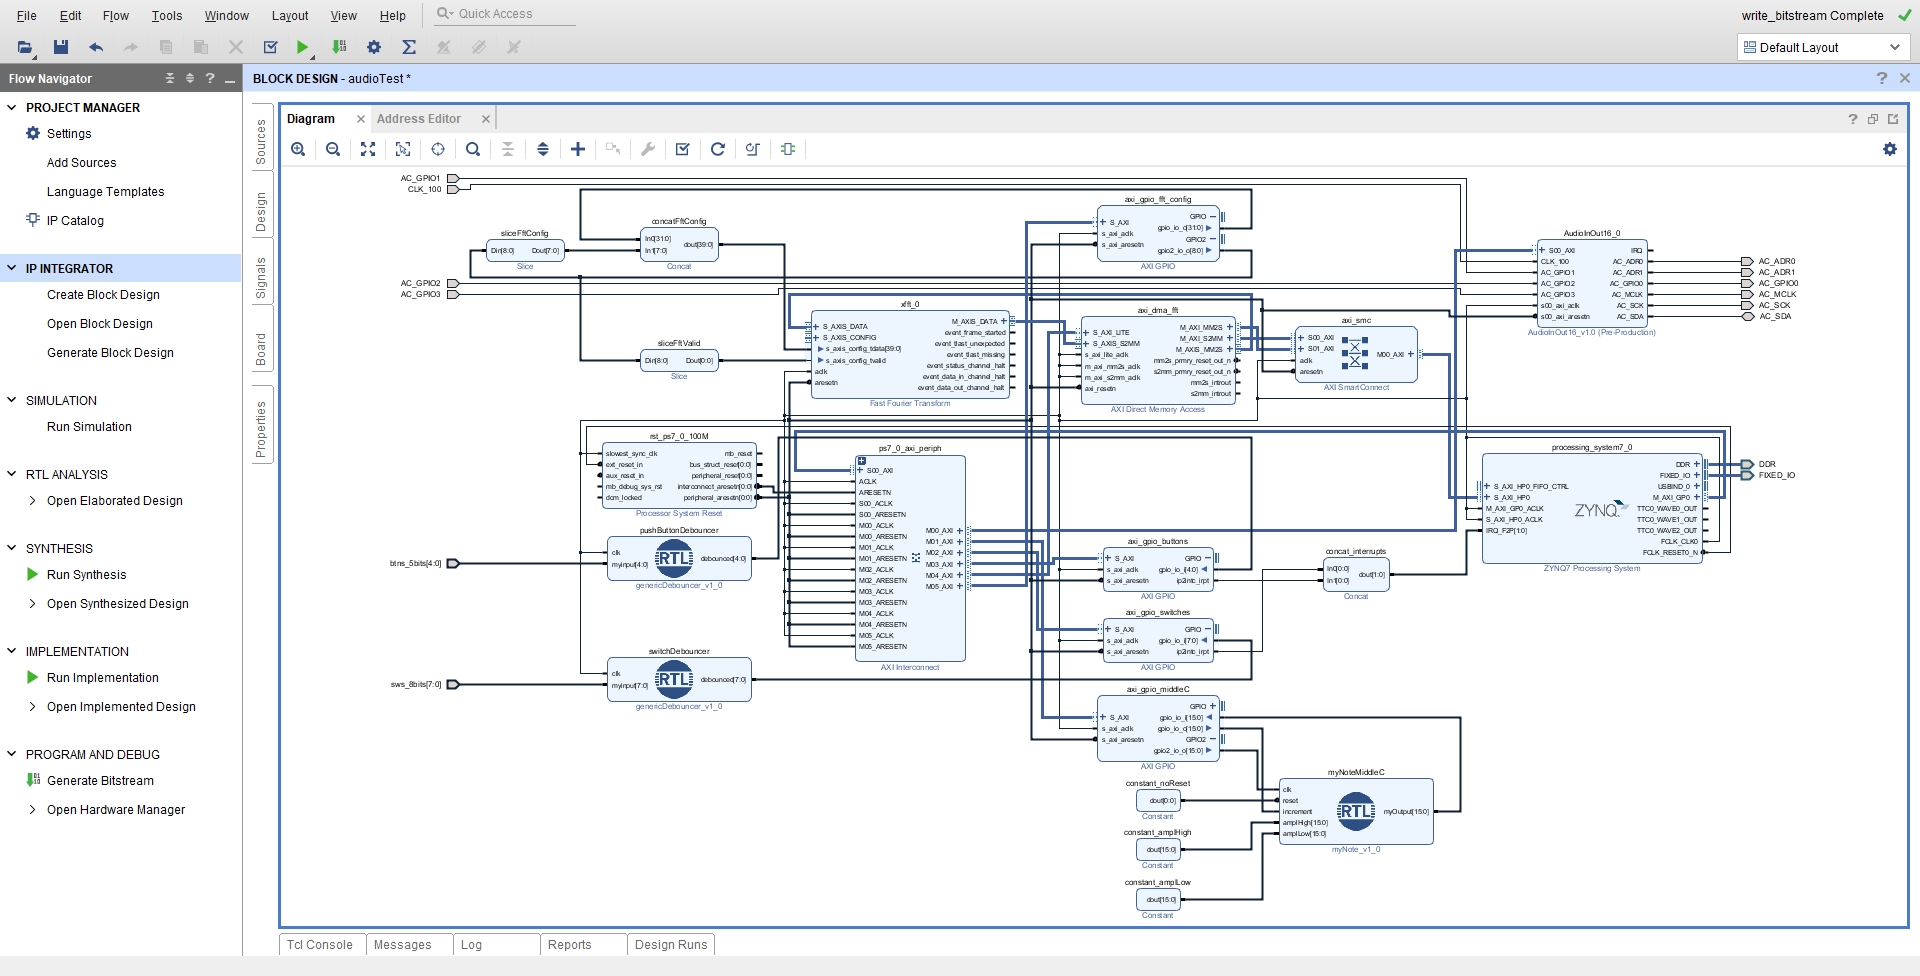 File Edit Flow Tools Window Layout View Help Quick Access
write_bitstream Complete
Default Layout
Flow Navigator
PROJECT MANAGER
Settings
Add Sources
Language Templates
IP Catalog
IP INTEGRATOR
Create Block Design
Open Block Design
Generate Block Design
SIMULATION
Run Simulation
RTL ANALYSIS
Open Elaborated Design
SYNTHESIS
Run Synthesis
Open Synthesized Design
IMPLEMENTATION
Run Implementation
Open Implemented Design
PROGRAM AND DEBUG
Generate Bitstream
Open Hardware Manager
BLOCK DESIGN - audioTest *
Sources
Design
Signals
Board
Properties
Diagram
Address Editor
AC_GPIO1
CLK_100
AC_GPIO2
AC_GPIO3
btns_5bits[4:0]
sws_8bits[7:0]
sliceFftConfig
Din[8:0] Dout[7:0]
Slice
concatFftConfig
In0[31:0]
In1[7:0]
dout[39:0]
Concat
sliceFftValid
Din[8:0] Dout[0:0]
Slice
xfft_0
S_AXIS_DATA
S_AXIS_CONFIG
s_axis_config_tdata[39:0]
s_axis_config_tvalid
aclk
aresetn
M_AXIS_DATA
event_frame_started
event_tlast_unexpected
event_tlast_missing
event_status_channel_halt
event_data_in_channel_halt
event_data_out_channel_halt
Fast Fourier Transform
axi_gpio_fft_config
S_AXI
s_axi_aclk
s_axi_aresetn
GPIO
gpio_io_o[31:0]
GPIO2
gpio2_io_o[8:0]
AXI GPIO
axi_dma_fft
S_AXI_LITE
S_AXIS_S2MM
s_axi_lite_aclk
m_axi_mm2s_aclk
m_axi_s2mm_aclk
axi_resetn
M_AXI_MM2S
M_AXI_S2MM
M_AXIS_MM2S
mm2s_prmry_reset_out_n
s2mm_prmry_reset_out_n
mm2s_introut
s2mm_introut
AXI Direct Memory Access
axi_smc
S00_AXI
S01_AXI
aclk
aresetn
M00_AXI
AXI SmartConnect
AudioInOut16_0
S00_AXI
CLK_100
AC_GPIO1
AC_GPIO2
AC_GPIO3
s00_axi_aclk
s00_axi_aresetn
IRQ
AC_ADR0
AC_ADR1
AC_GPIO0
AC_MCLK
AC_SCK
AC_SDA
AudioInOut16_v1.0 (Pre-Production)
AC_ADR0
AC_ADR1
AC_GPIO0
AC_MCLK
AC_SCK
AC_SDA
rst_ps7_0_100M
slowest_sync_clk
ext_reset_in
aux_reset_in
mb_debug_sys_rst
dcm_locked
mb_reset
bus_struct_reset[0:0]
peripheral_reset[0:0]
interconnect_aresetn[0:0]
peripheral_aresetn[0:0]
Processor System Reset
pushButtonDebouncer
clk
myinput[4:0]
RTL
debounced[4:0]
genericDebouncer_v1_0
switchDebouncer
clk
myinput[7:0]
RTL
debounced[7:0]
genericDebouncer_v1_0
ps7_0_axi_periph
S00_AXI
ACLK
ARESETN
S00_ACLK
S00_ARESETN
M00_ACLK
M00_ARESETN
M01_ACLK
M01_ARESETN
M02_ACLK
M02_ARESETN
M03_ACLK
M03_ARESETN
M04_ACLK
M04_ARESETN
M05_ACLK
M05_ARESETN
M00_AXI
M01_AXI
M02_AXI
M03_AXI
M04_AXI
M05_AXI
AXI Interconnect
axi_gpio_buttons
S_AXI
s_axi_aclk
s_axi_aresetn
GPIO
gpio_io_i[4:0]
ip2intc_irpt
AXI GPIO
axi_gpio_switches
S_AXI
s_axi_aclk
s_axi_aresetn
GPIO
gpio_io_i[7:0]
ip2intc_irpt
AXI GPIO
concat_interrupts
In0[0:0]
In1[0:0]
dout[1:0]
Concat
processing_system7_0
S_AXI_HP0_FIFO_CTRL
S_AXI_HP0
M_AXI_GP0_ACLK
S_AXI_HP0_ACLK
IRQ_F2P[1:0]
ZYNQ
DDR
FIXED_IO
USBIND_0
M_AXI_GP0
TTC0_WAVE0_OUT
TTC0_WAVE1_OUT
TTC0_WAVE2_OUT
FCLK_CLK0
FCLK_RESET0_N
ZYNQ7 Processing System
DDR
FIXED_IO
axi_gpio_middleC
S_AXI
s_axi_aclk
s_axi_aresetn
GPIO
gpio_io_i[15:0]
gpio_io_o[15:0]
GPIO2
gpio2_io_o[15:0]
AXI GPIO
constant_noReset
dout[0:0]
Constant
constant_amplHigh
dout[15:0]
Constant
constant_amplLow
dout[15:0]
Constant
myNoteMiddleC
clk
reset
increment
amplHigh[15:0]
amplLow[15:0]
RTL
myOutput[15:0]
myNote_v1_0
Tcl Console Messages Log Reports Design Runs